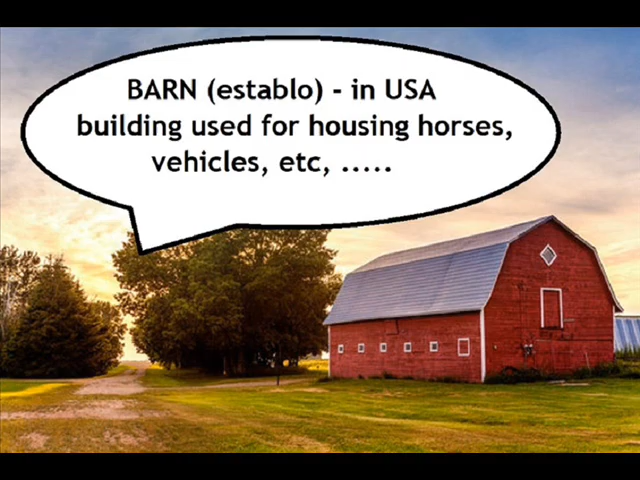 BARN (establo) - in USA
building used for housing horses,
vehicles, etc, .....